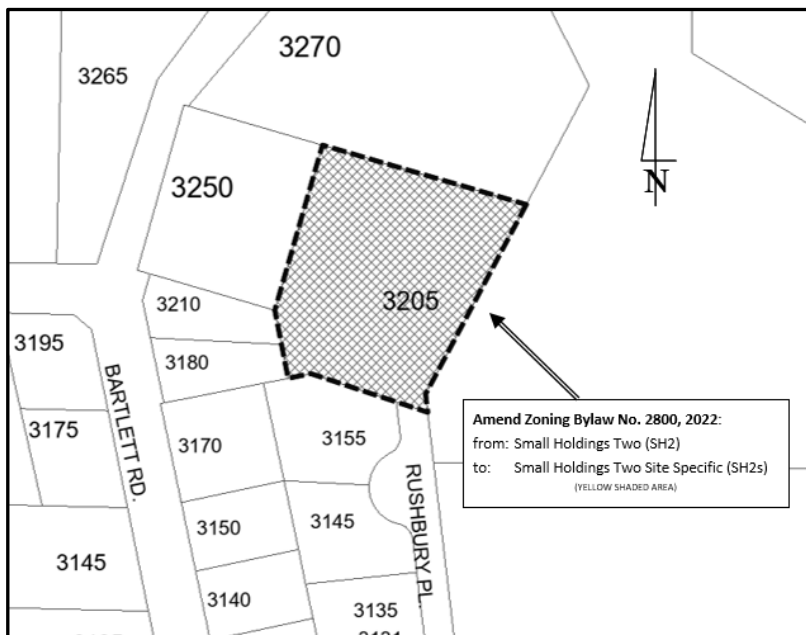 3270
3265
3250
N
3205
3210
3195
3180
BARTLETT RD.
Amend Zoning Bylaw No. 2800, 2022:
from: Small Holdings Two (SH2)
to: Small Holdings Two Site Specific (SH2s)
(YELLOW SHADED AREA)
3175
3170
3155
RUSHBURY PL.
3150
3145
3145
3140
3135